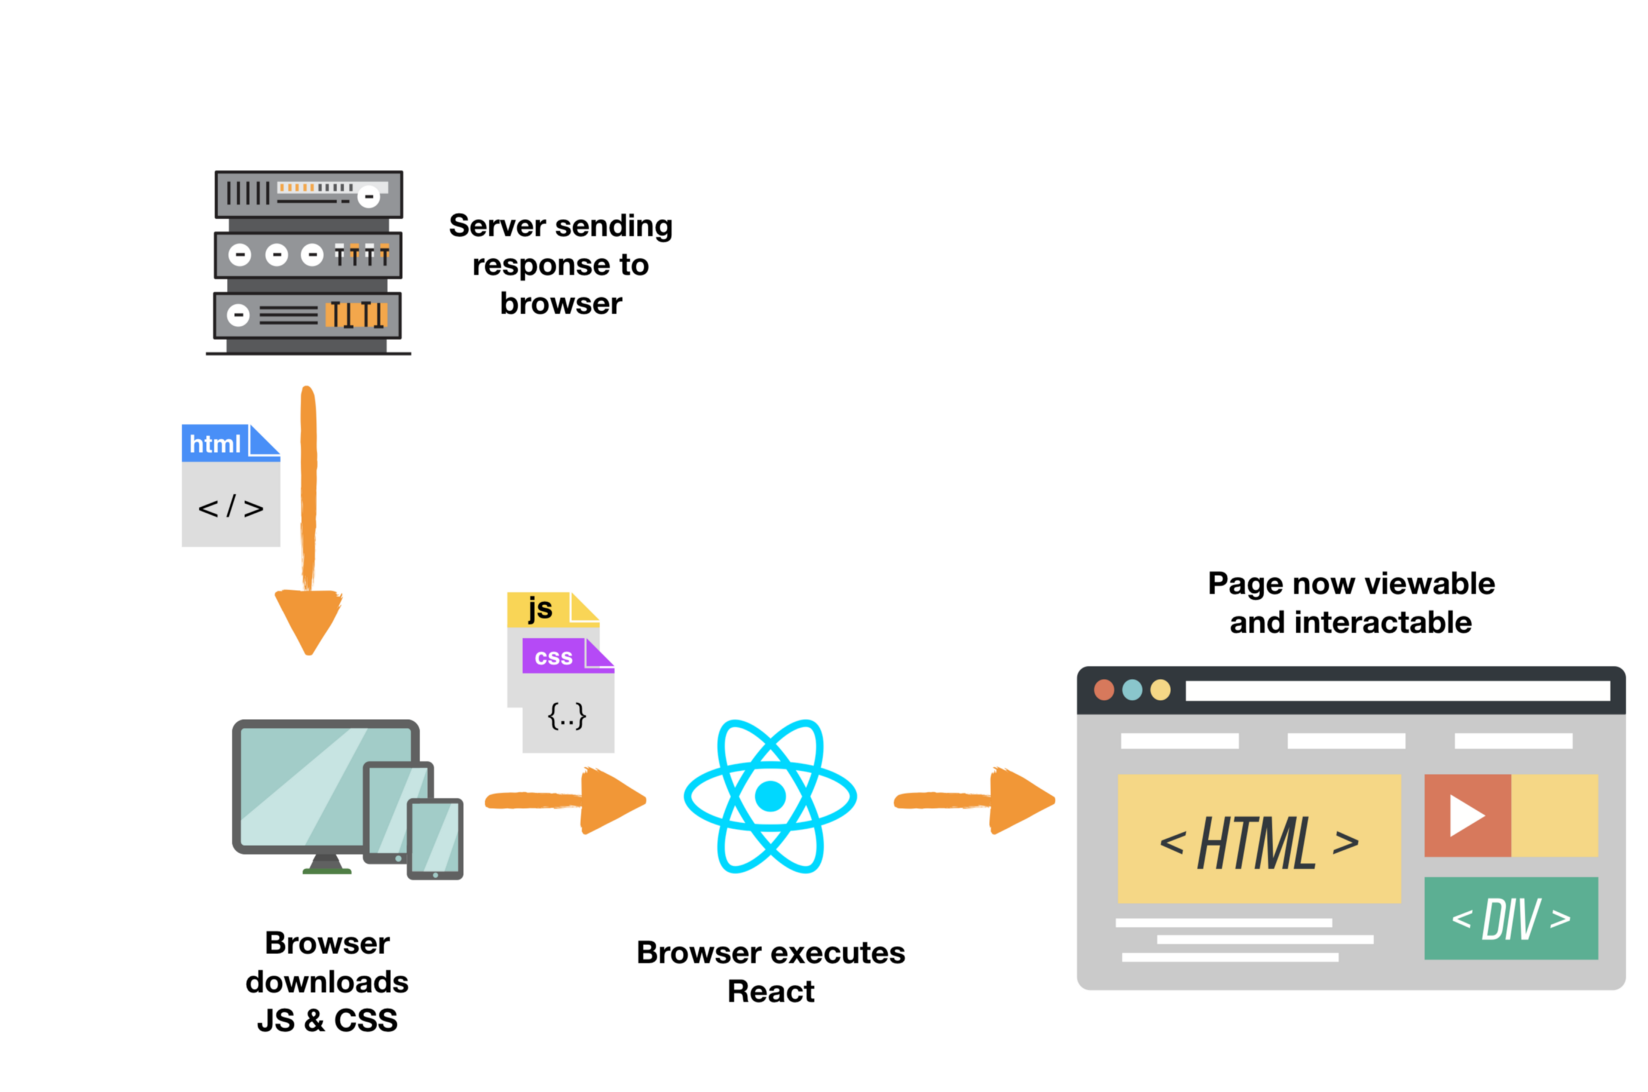 Server sending
response to
browser
html
< / >
js
css
{..}
Page now viewable
and interactable
< HTML >
< DIV >
Browser
downloads
JS & CSS
Browser executes
React